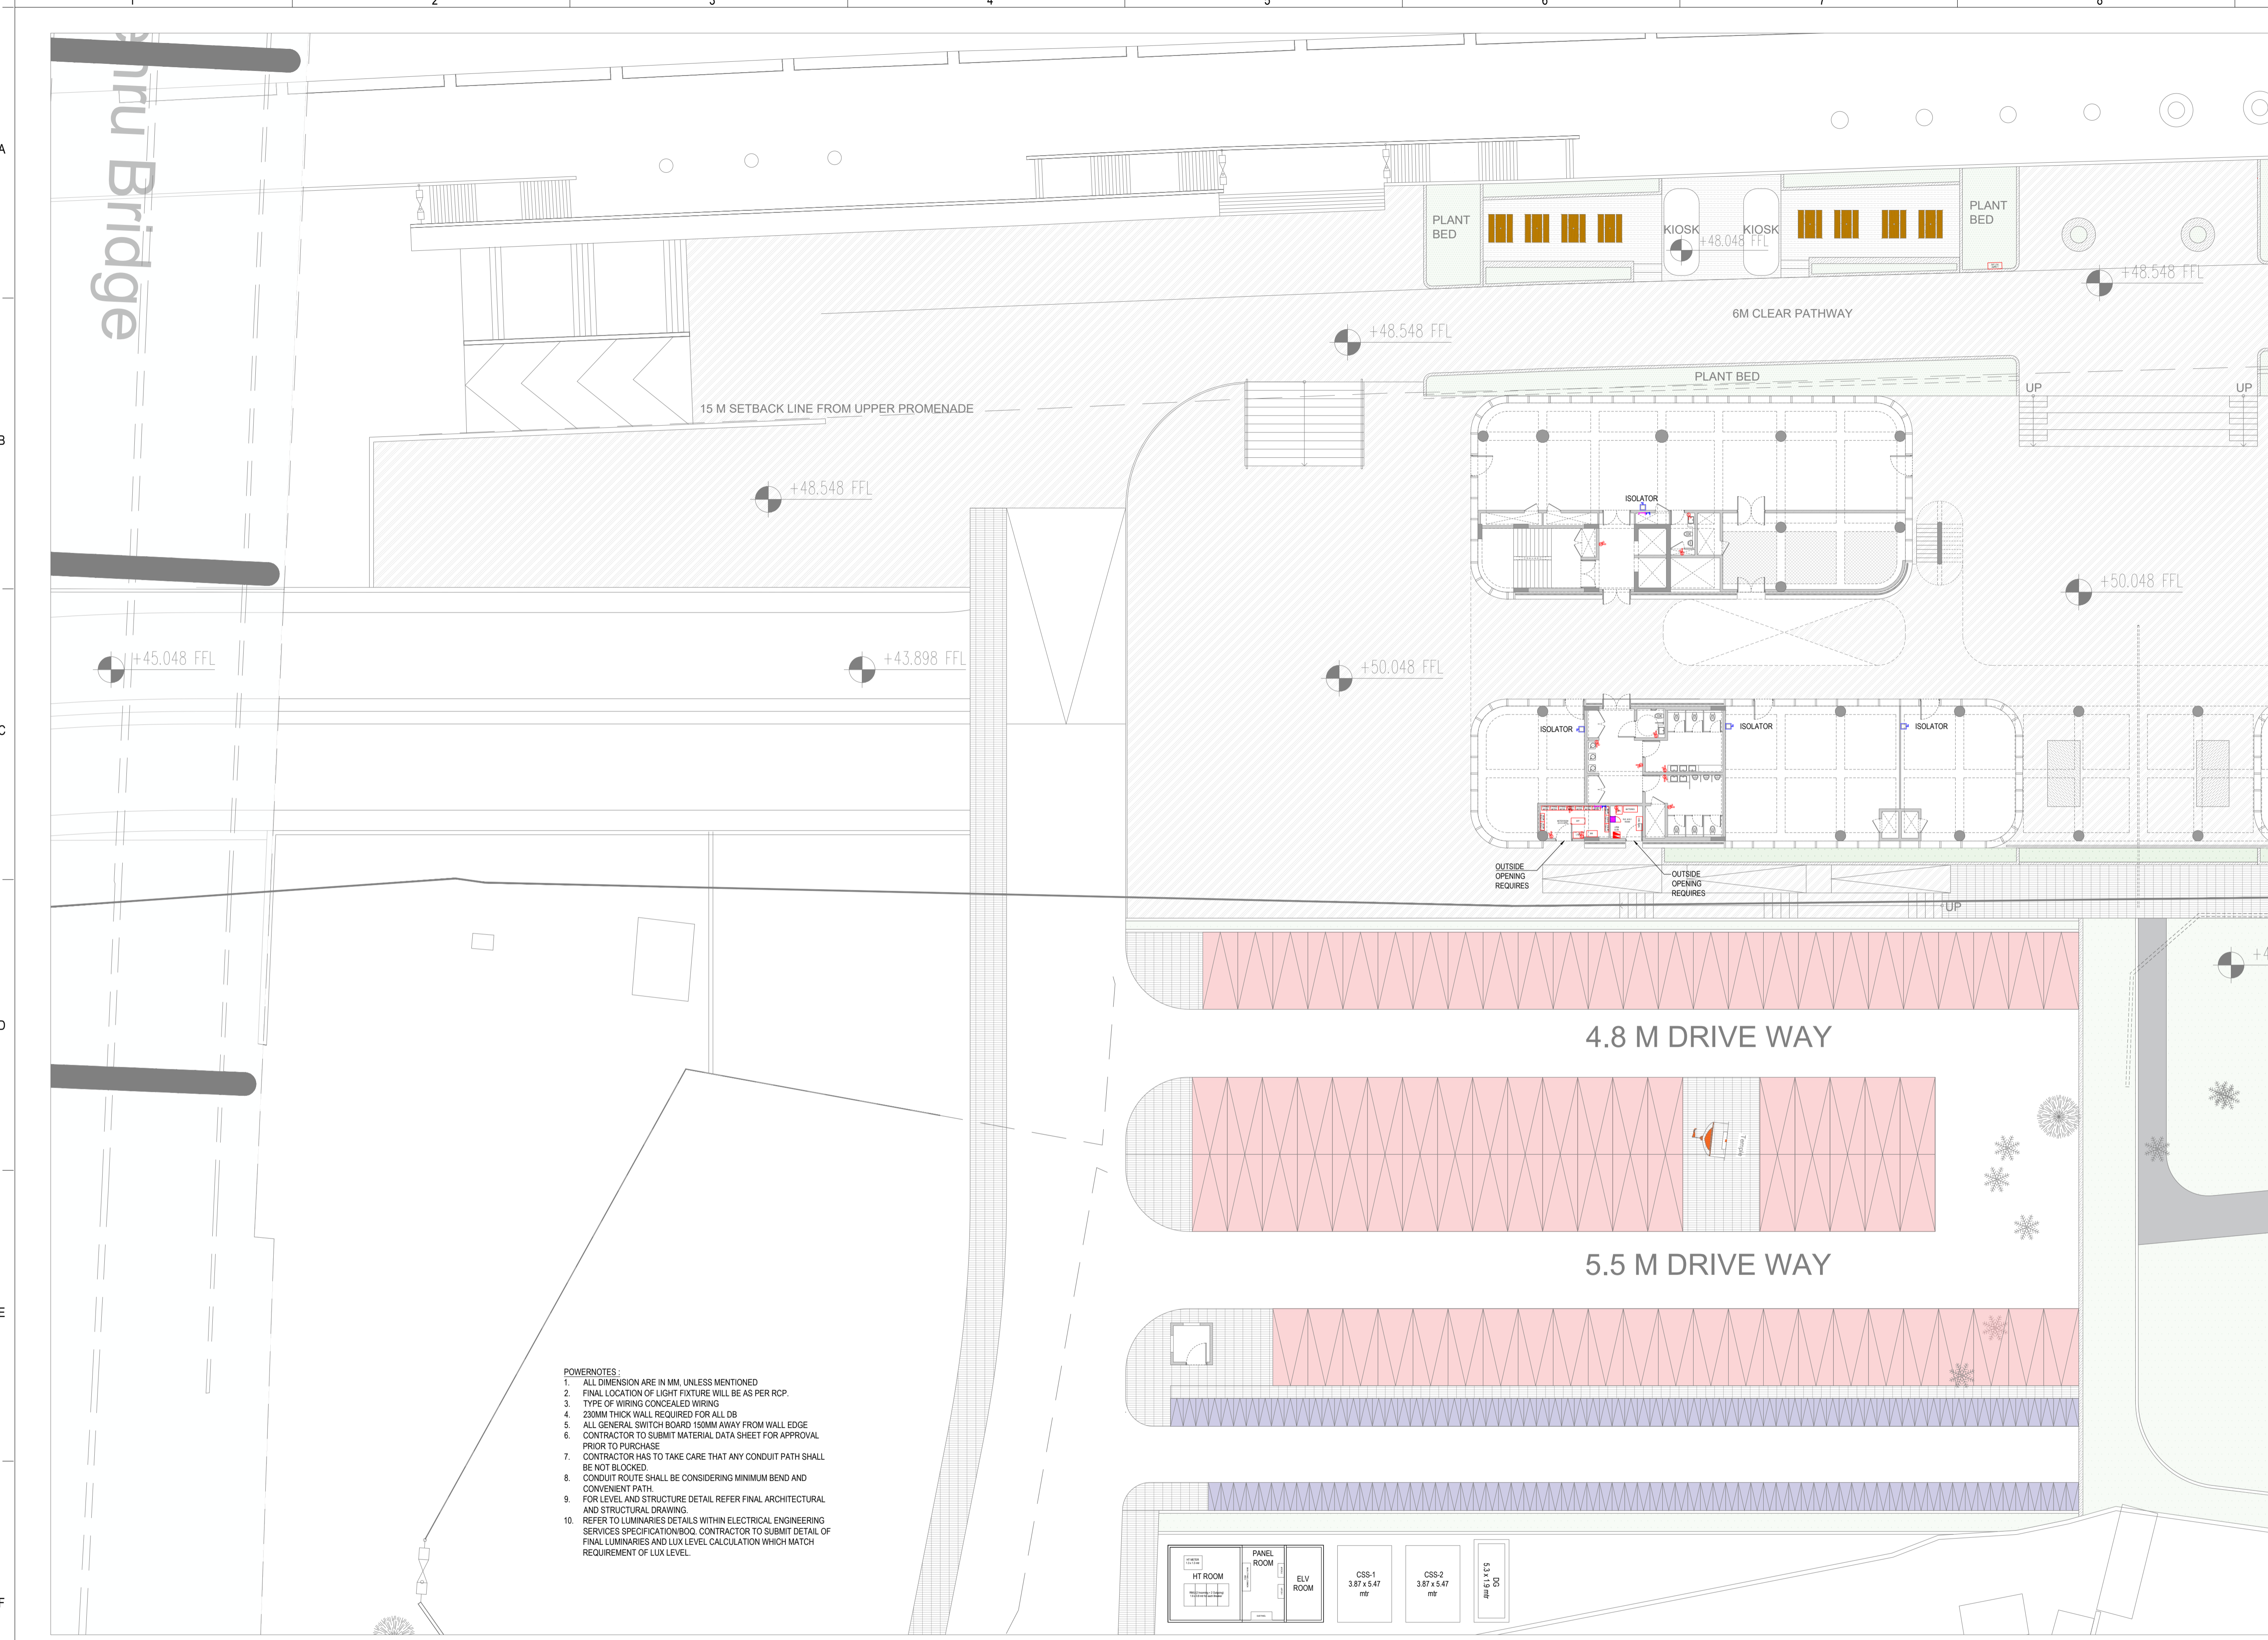 1 2 3 4 5 6 7 8
A
B
C
D
E
F
ehru Bridge
PLANT
BED
KIOSK
KIOSK
+48.048 FFL
PLANT
BED
+48.548 FFL
6M CLEAR PATHWAY
+48.548 FFL
PLANT BED
UP
UP
15 M SETBACK LINE FROM UPPER PROMENADE
+48.548 FFL
ISOLATOR
+50.048 FFL
+45.048 FFL
+43.898 FFL
+50.048 FFL
ISOLATOR
ISOLATOR
ISOLATOR
OUTSIDE
OPENING
REQUIRES
OUTSIDE
OPENING
REQUIRES
UP
4.8 M DRIVE WAY
Temple
5.5 M DRIVE WAY
POWERNOTES :
1. ALL DIMENSION ARE IN MM, UNLESS MENTIONED
2. FINAL LOCATION OF LIGHT FIXTURE WILL BE AS PER RCP.
3. TYPE OF WIRING CONCEALED WIRING
4. 230MM THICK WALL REQUIRED FOR ALL DB
5. ALL GENERAL SWITCH BOARD 150MM AWAY FROM WALL EDGE
6. CONTRACTOR TO SUBMIT MATERIAL DATA SHEET FOR APPROVAL
PRIOR TO PURCHASE
7. CONTRACTOR HAS TO TAKE CARE THAT ANY CONDUIT PATH SHALL
BE NOT BLOCKED.
8. CONDUIT ROUTE SHALL BE CONSIDERING MINIMUM BEND AND
CONVENIENT PATH.
9. FOR LEVEL AND STRUCTURE DETAIL REFER FINAL ARCHITECTURAL
AND STRUCTURAL DRAWING.
10. REFER TO LUMINARIES DETAILS WITHIN ELECTRICAL ENGINEERING
SERVICES SPECIFICATION/BOQ. CONTRACTOR TO SUBMIT DETAIL OF
FINAL LUMINARIES AND LUX LEVEL CALCULATION WHICH MATCH
REQUIREMENT OF LUX LEVEL.
HT ROOM
PANEL
ROOM
ELV
ROOM
CSS-1
3.87 x 5.47
mtr
CSS-2
3.87 x 5.47
mtr
DG
5.3 x 1.9 mtr